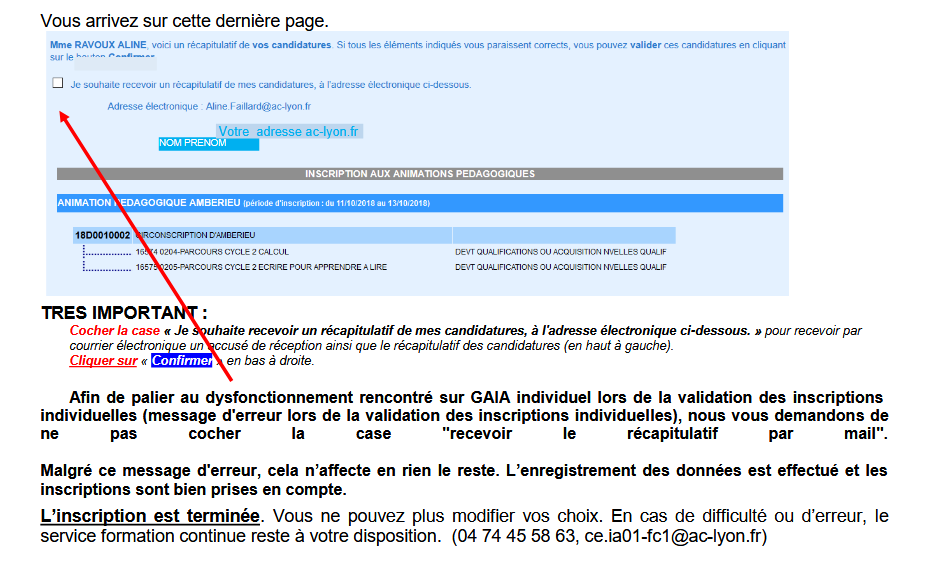 Vous arrivez sur cette dernière page.
Mme RAVOUX ALINE, voici un récapitulatif de vos candidatures. Si tous les éléments indiqués vous paraissent corrects, vous pouvez valider ces candidatures en cliquant
sur le bouton Confirmer
Je souhaite recevoir un récapitulatif de mes candidatures, à l'adresse électronique ci-dessous.
Adresse électronique : Aline.Faillard@ac-lyon.fr
Votre adresse ac-lyon.fr
NOM PRENOM
INSCRIPTION AUX ANIMATIONS PEDAGOGIQUES
ANIMATION PEDAGOGIQUE AMBERIEU (période d'inscription : du 11/10/2018 au 13/10/2018)
18D0010002 CIRCONSCRIPTION D'AMBERIEU
16574 0204-PARCOURS CYCLE 2 CALCUL DEVT QUALIFICATIONS OU ACQUISITION NVELLES QUALIF
16575 0205-PARCOURS CYCLE 2 ECRIRE POUR APPRENDRE A LIRE DEVT QUALIFICATIONS OU ACQUISITION NVELLES QUALIF
TRES IMPORTANT :
Cocher la case « Je souhaite recevoir un récapitulatif de mes candidatures, à l'adresse électronique ci-dessous. » pour recevoir par
courrier électronique un accusé de réception ainsi que le récapitulatif des candidatures (en haut à gauche).
Cliquer sur « Confirmer » en bas à droite.
Afin de palier au dysfonctionnement rencontré sur GAIA individuel lors de la validation des inscriptions
individuelles (message d'erreur lors de la validation des inscriptions individuelles), nous vous demandons de
ne pas cocher la case "recevoir le récapitulatif par mail".
Malgré ce message d'erreur, cela n'affecte en rien le reste. L'enregistrement des données est effectué et les
inscriptions sont bien prises en compte.
L'inscription est terminée. Vous ne pouvez plus modifier vos choix. En cas de difficulté ou d'erreur, le
service formation continue reste à votre disposition. (04 74 45 58 63, ce.ia01-fc1@ac-lyon.fr)